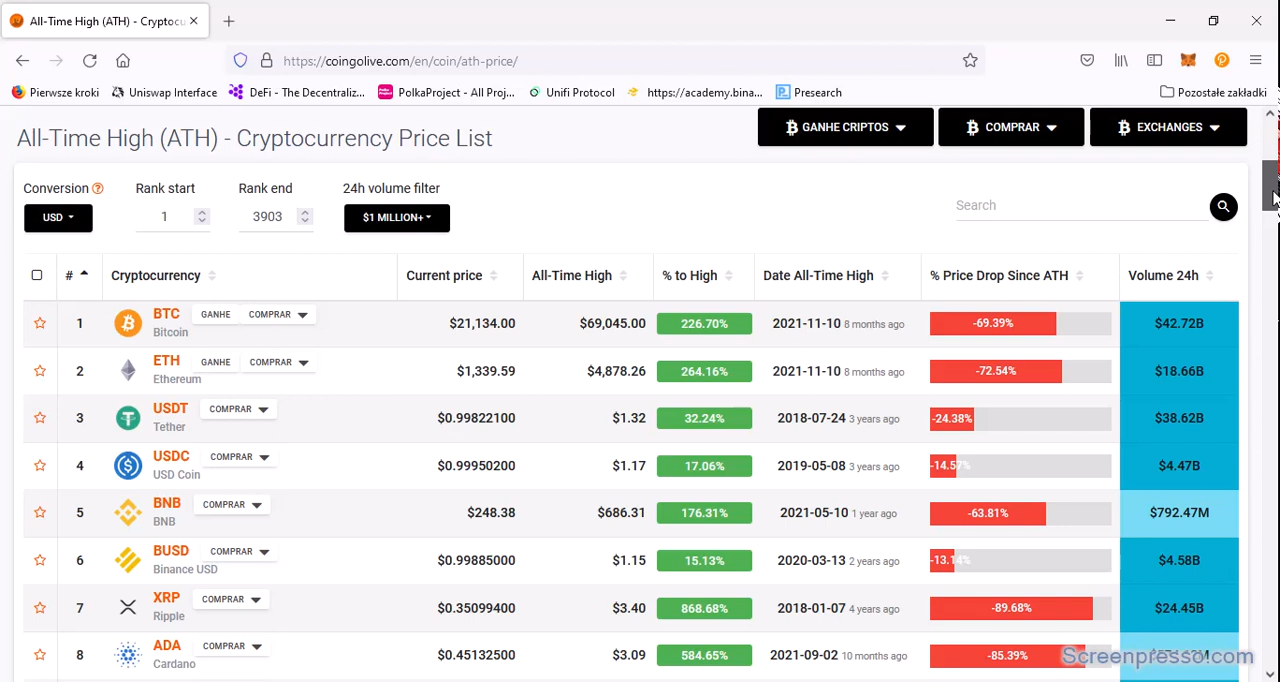 All-Time High (ATH) - Cryptocu
https://coingolive.com/en/coin/ath-price/
Pierwsze kroki Uniswap Interface DeFi - The Decentraliz... PolkaProject - All Proj... Unifi Protocol https://academy.bina... Presearch Pozostałe zakładki
All-Time High (ATH) - Cryptocurrency Price List
GANHE CRIPTOS COMPRAR EXCHANGES
Conversion Rank start Rank end 24h volume filter
USD 1 3903 $1 MILLION+ Search
# Cryptocurrency Current price All-Time High % to High Date All-Time High % Price Drop Since ATH Volume 24h
1 BTC GANHE COMPRAR $21,134.00 $69,045.00 226.70% 2021-11-10 8 months ago -69.39% $42.72B
Bitcoin
2 ETH GANHE COMPRAR $1,339.59 $4,878.26 264.16% 2021-11-10 8 months ago -72.54% $18.66B
Ethereum
3 USDT COMPRAR $0.99822100 $1.32 32.24% 2018-07-24 3 years ago -24.38% $38.62B
Tether
4 USDC COMPRAR $0.99950200 $1.17 17.06% 2019-05-08 3 years ago -14.57% $4.47B
USD Coin
5 BNB COMPRAR $248.38 $686.31 176.31% 2021-05-10 1 year ago -63.81% $792.47M
BNB
6 BUSD COMPRAR $0.99885000 $1.15 15.13% 2020-03-13 2 years ago -13.14% $4.58B
Binance USD
7 XRP COMPRAR $0.35099400 $3.40 868.68% 2018-01-07 4 years ago -89.68% $24.45B
Ripple
8 ADA COMPRAR $0.45132500 $3.09 584.65% 2021-09-02 10 months ago -85.39%
Cardano
Screenpresso.com